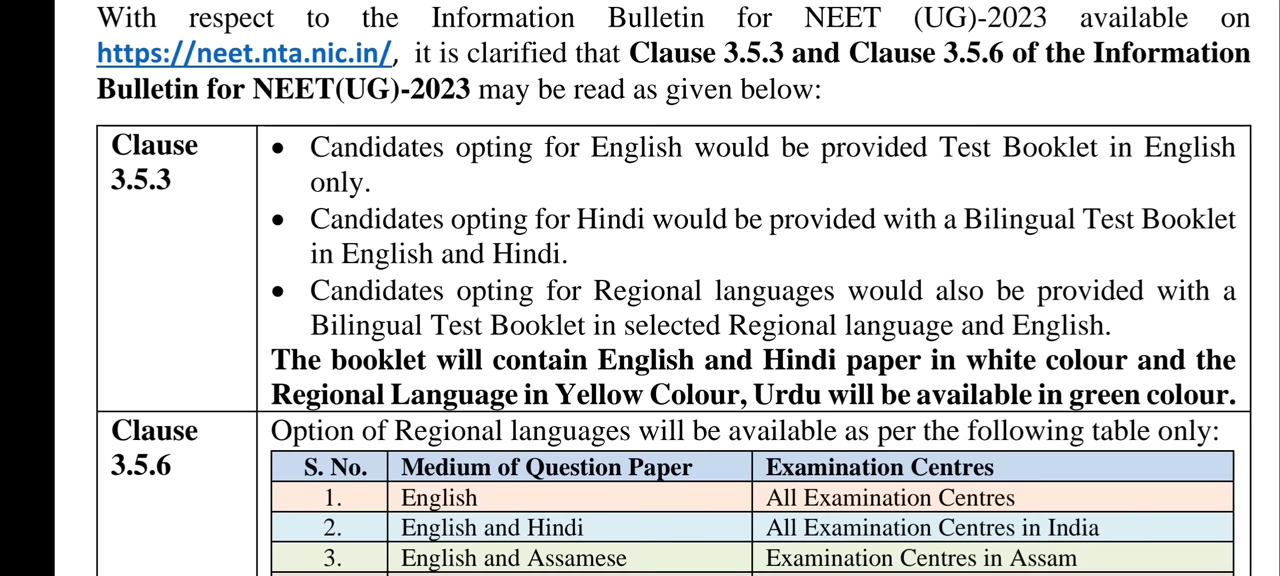 With respect to the Information Bulletin for NEET (UG)-2023 available on
https://neet.nta.nic.in/, it is clarified that Clause 3.5.3 and Clause 3.5.6 of the Information
Bulletin for NEET(UG)-2023 may be read as given below:
Clause
3.5.3
• Candidates opting for English would be provided Test Booklet in English
only.
• Candidates opting for Hindi would be provided with a Bilingual Test Booklet
in English and Hindi.
• Candidates opting for Regional languages would also be provided with a
Bilingual Test Booklet in selected Regional language and English.
The booklet will contain English and Hindi paper in white colour and the
Regional Language in Yellow Colour, Urdu will be available in green colour.
Clause
3.5.6
Option of Regional languages will be available as per the following table only:
S. No. Medium of Question Paper Examination Centres
1. English All Examination Centres
2. English and Hindi All Examination Centres in India
3. English and Assamese Examination Centres in Assam